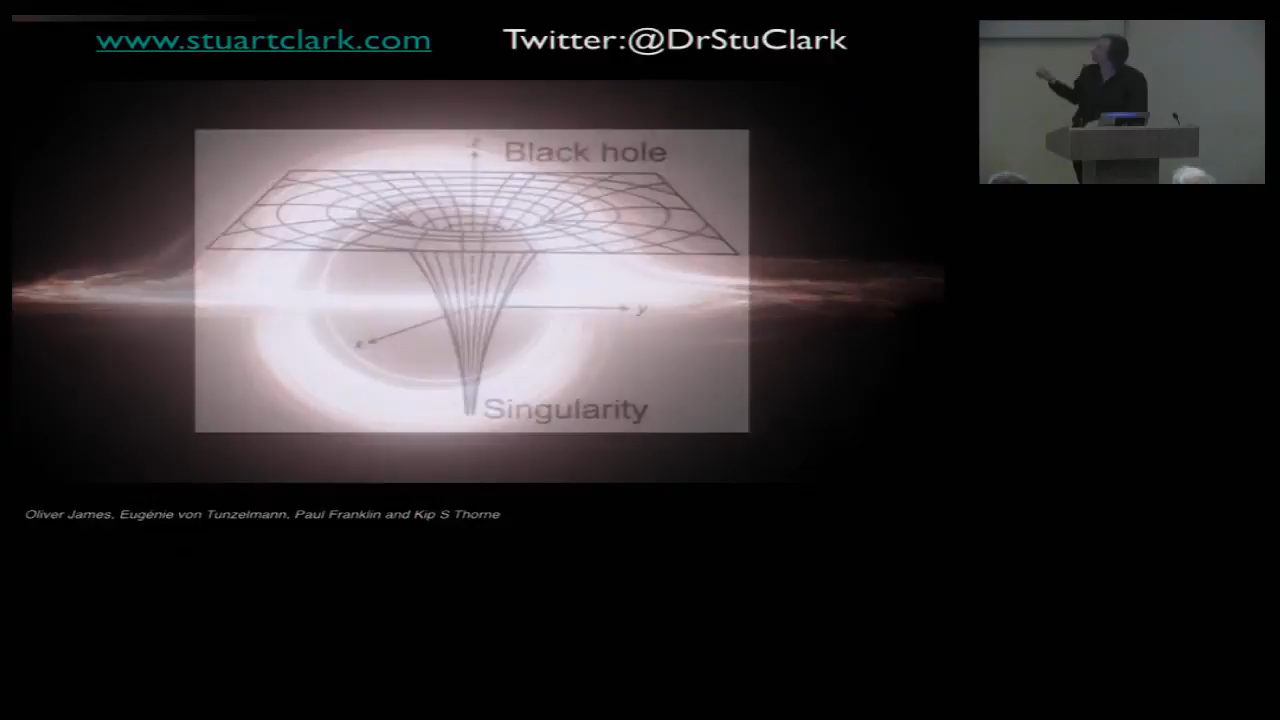 www.stuartclark.com Twitter:@DrStuClark
z
Black hole
y
x
Singularity
Oliver James, Eugénie von Tunzelmann, Paul Franklin and Kip S Thorne